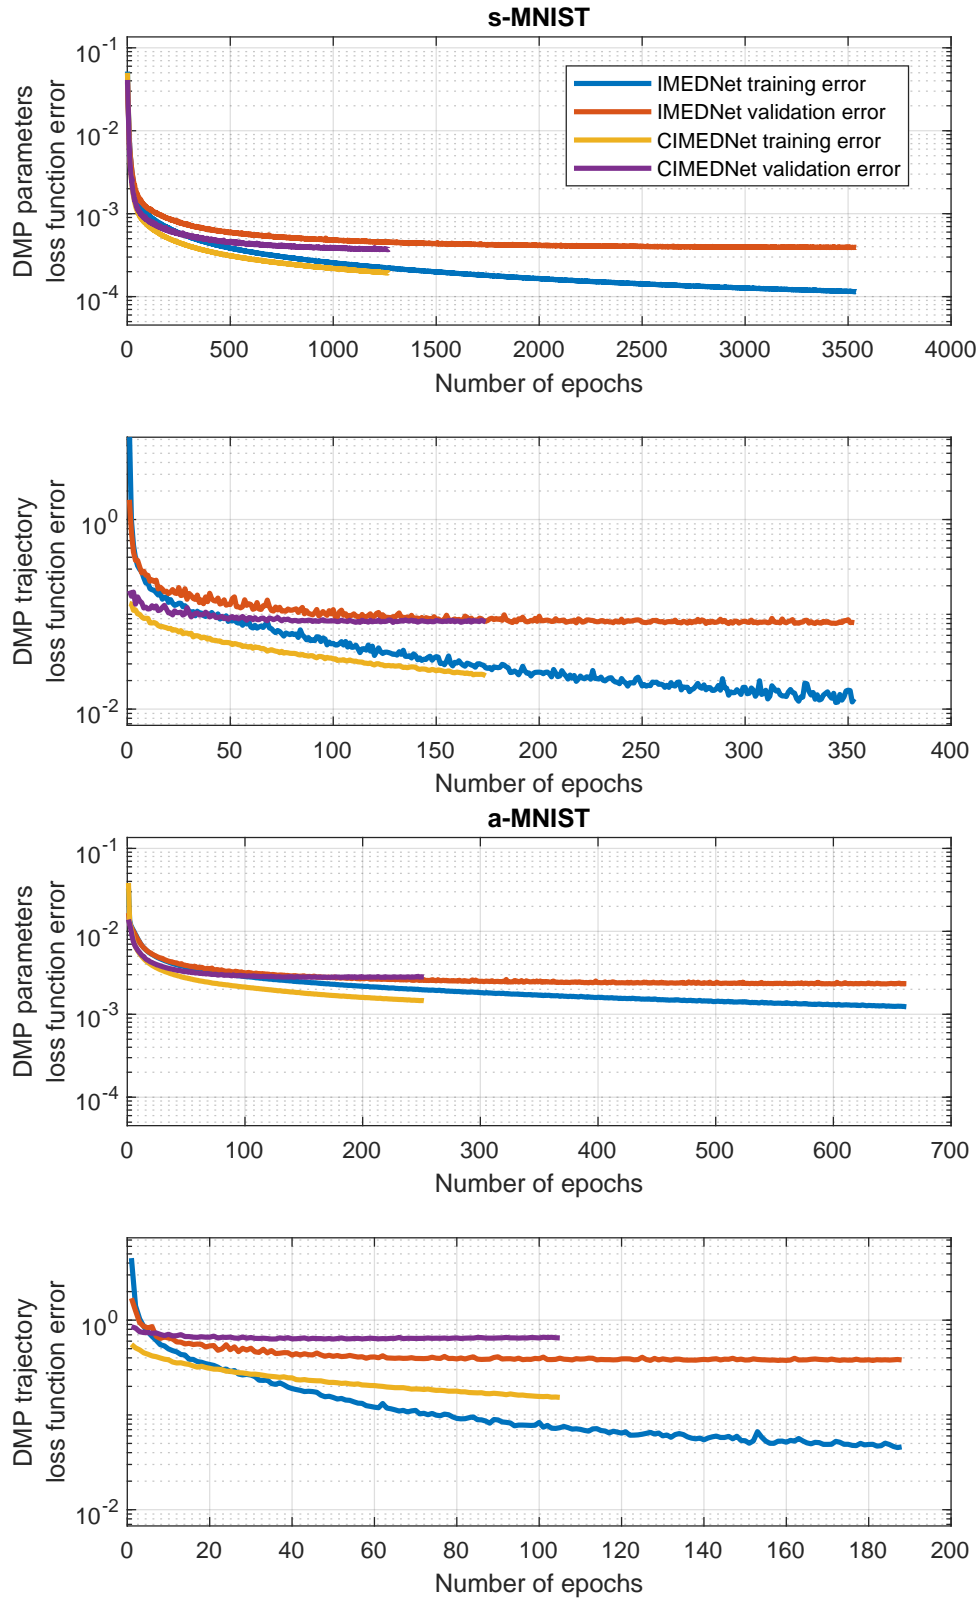 s-MNIST
DMP parameters
loss function error
10^-1
10^-2
10^-3
10^-4
IMEDNet training error
IMEDNet validation error
CIMEDNet training error
CIMEDNet validation error
0 500 1000 1500 2000 2500 3000 3500 4000
Number of epochs
DMP trajectory
loss function error
10^0
10^-2
0 50 100 150 200 250 300 350 400
Number of epochs
a-MNIST
DMP parameters
loss function error
10^-1
10^-2
10^-3
10^-4
0 100 200 300 400 500 600 700
Number of epochs
DMP trajectory
loss function error
10^0
10^-2
0 20 40 60 80 100 120 140 160 180 200
Number of epochs